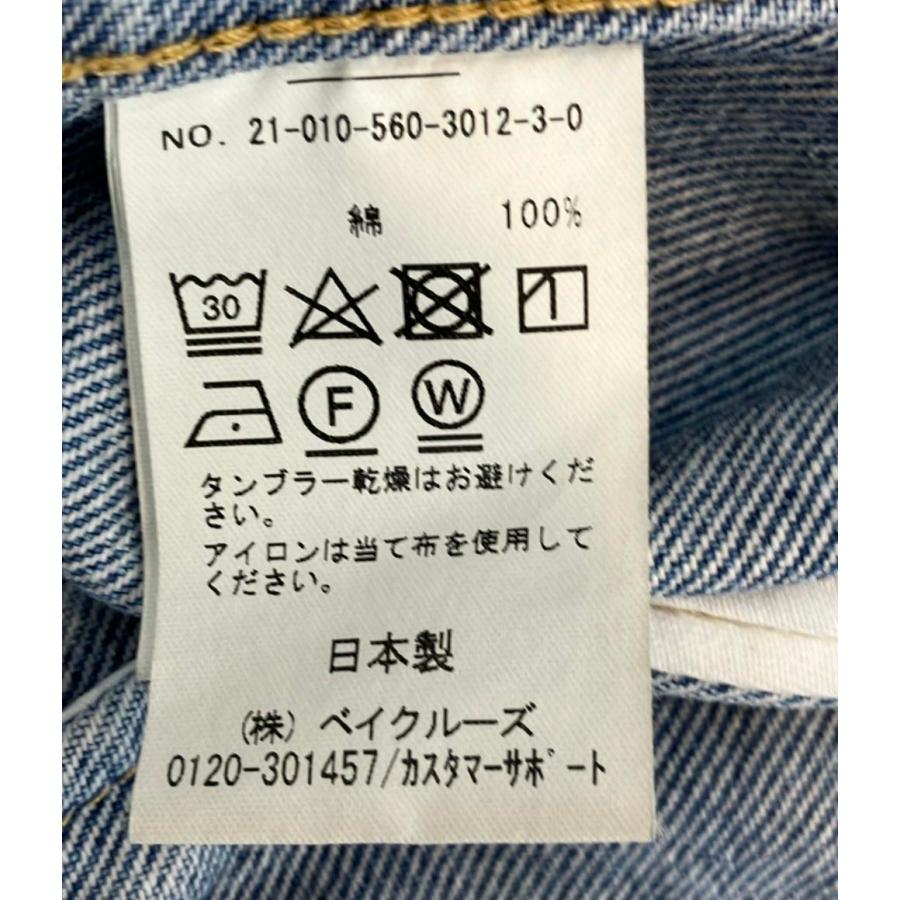 NO. 21-010-560-3012-3-0
綿 100%
30
F W
タンブラー乾燥はお避けくだ
さい。
アイロンは当て布を使用して
ください。
日本製
(株) ベイクルーズ
0120-301457/カスタマーサポート